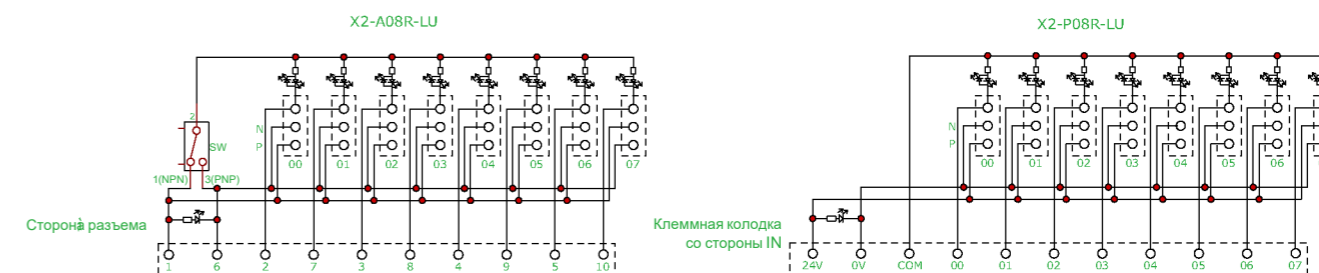 X2-A08R-LU
2
SW
1(NPN) 3(PNP)
N
P
00 01 02 03 04 05 06 07
Сторона разъема
1 6 2 7 3 8 4 9 5 10
X2-P08R-LU
N
P
00 01 02 03 04 05 06
Клеммная колодка
со стороны IN
24V 0V COM 00 01 02 03 04 05 06 07